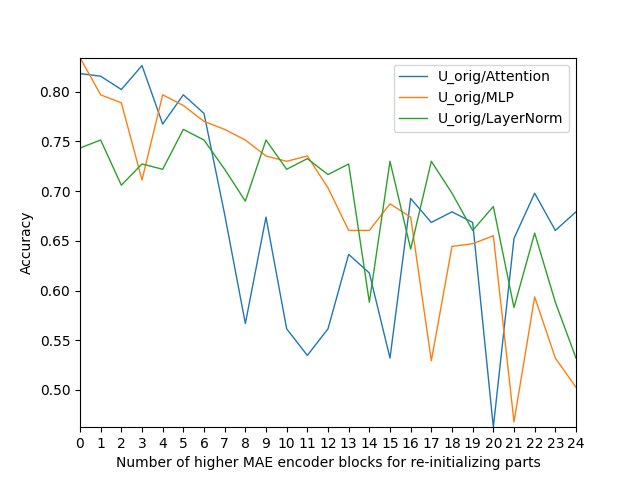 U_orig/Attention
U_orig/MLP
U_orig/LayerNorm
0.80
0.75
0.70
0.65
0.60
0.55
0.50
Accuracy
0 1 2 3 4 5 6 7 8 9 10 11 12 13 14 15 16 17 18 19 20 21 22 23 24
Number of higher MAE encoder blocks for re-initializing parts